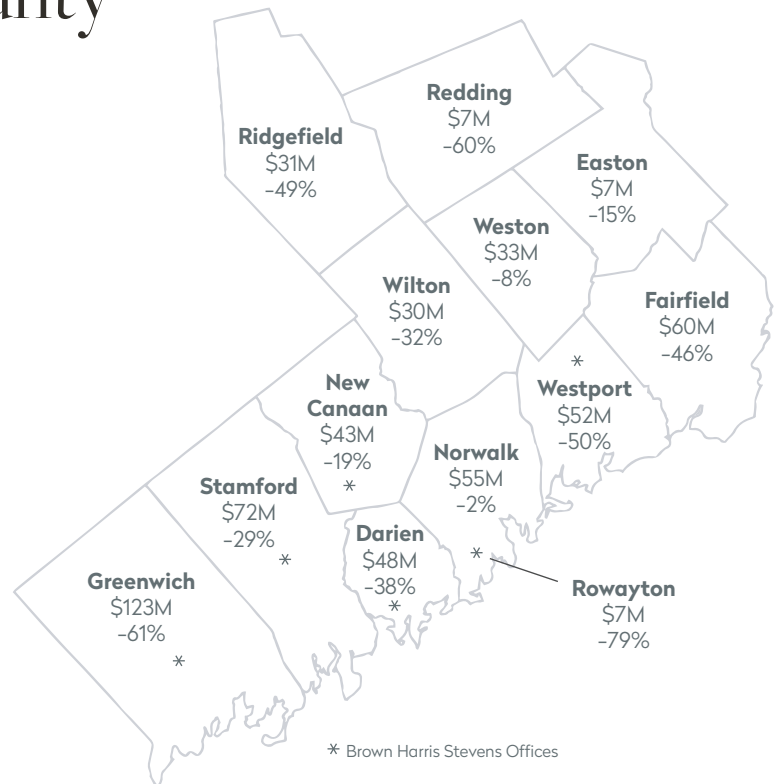 Redding
$7M
-60%
Ridgefield
$31M
-49%
Easton
$7M
-15%
Weston
$33M
-8%
Wilton
$30M
-32%
Fairfield
$60M
-46%
New
Canaan
$43M
-19%
*
*
Westport
$52M
-50%
Norwalk
$55M
-2%
*
Stamford
$72M
-29%
*
Darien
$48M
-38%
*
Greenwich
$123M
-61%
*
Rowayton
$7M
-79%
* Brown Harris Stevens Offices